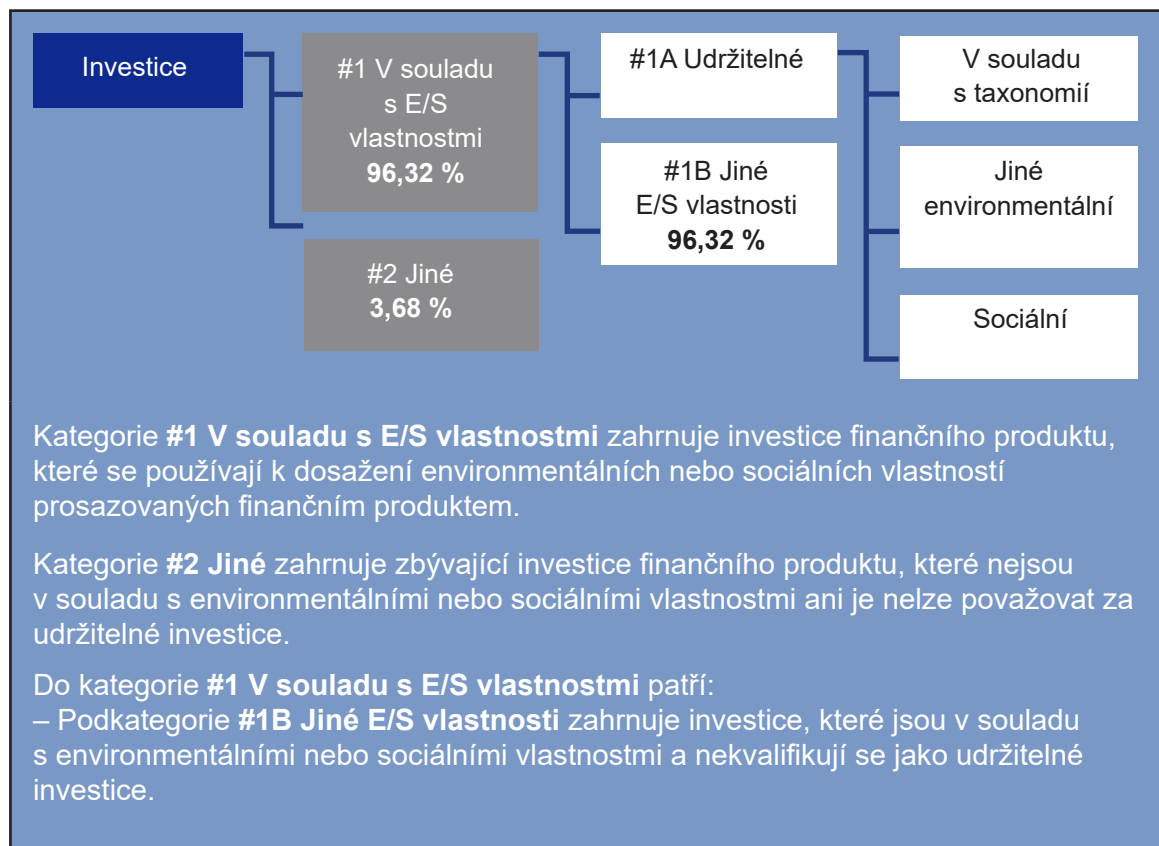 Investice
#1 V souladu
s E/S
vlastnostmi
96,32 %
#2 Jiné
3,68 %
#1A Udržitelné
#1B Jiné
E/S vlastnosti
96,32 %
V souladu
s taxonomií
Jiné
environmentální
Sociální
Kategorie #1 V souladu s E/S vlastnostmi zahrnuje investice finančního produktu,
které se používají k dosažení environmentálních nebo sociálních vlastností
prosazovaných finančním produktem.
Kategorie #2 Jiné zahrnuje zbývající investice finančního produktu, které nejsou
v souladu s environmentálními nebo sociálními vlastnostmi ani je nelze považovat za
udržitelné investice.
Do kategorie #1 V souladu s E/S vlastnostmi patří:
– Podkategorie #1B Jiné E/S vlastnosti zahrnuje investice, které jsou v souladu
s environmentálními nebo sociálními vlastnostmi a nekvalifikují se jako udržitelné
investice.